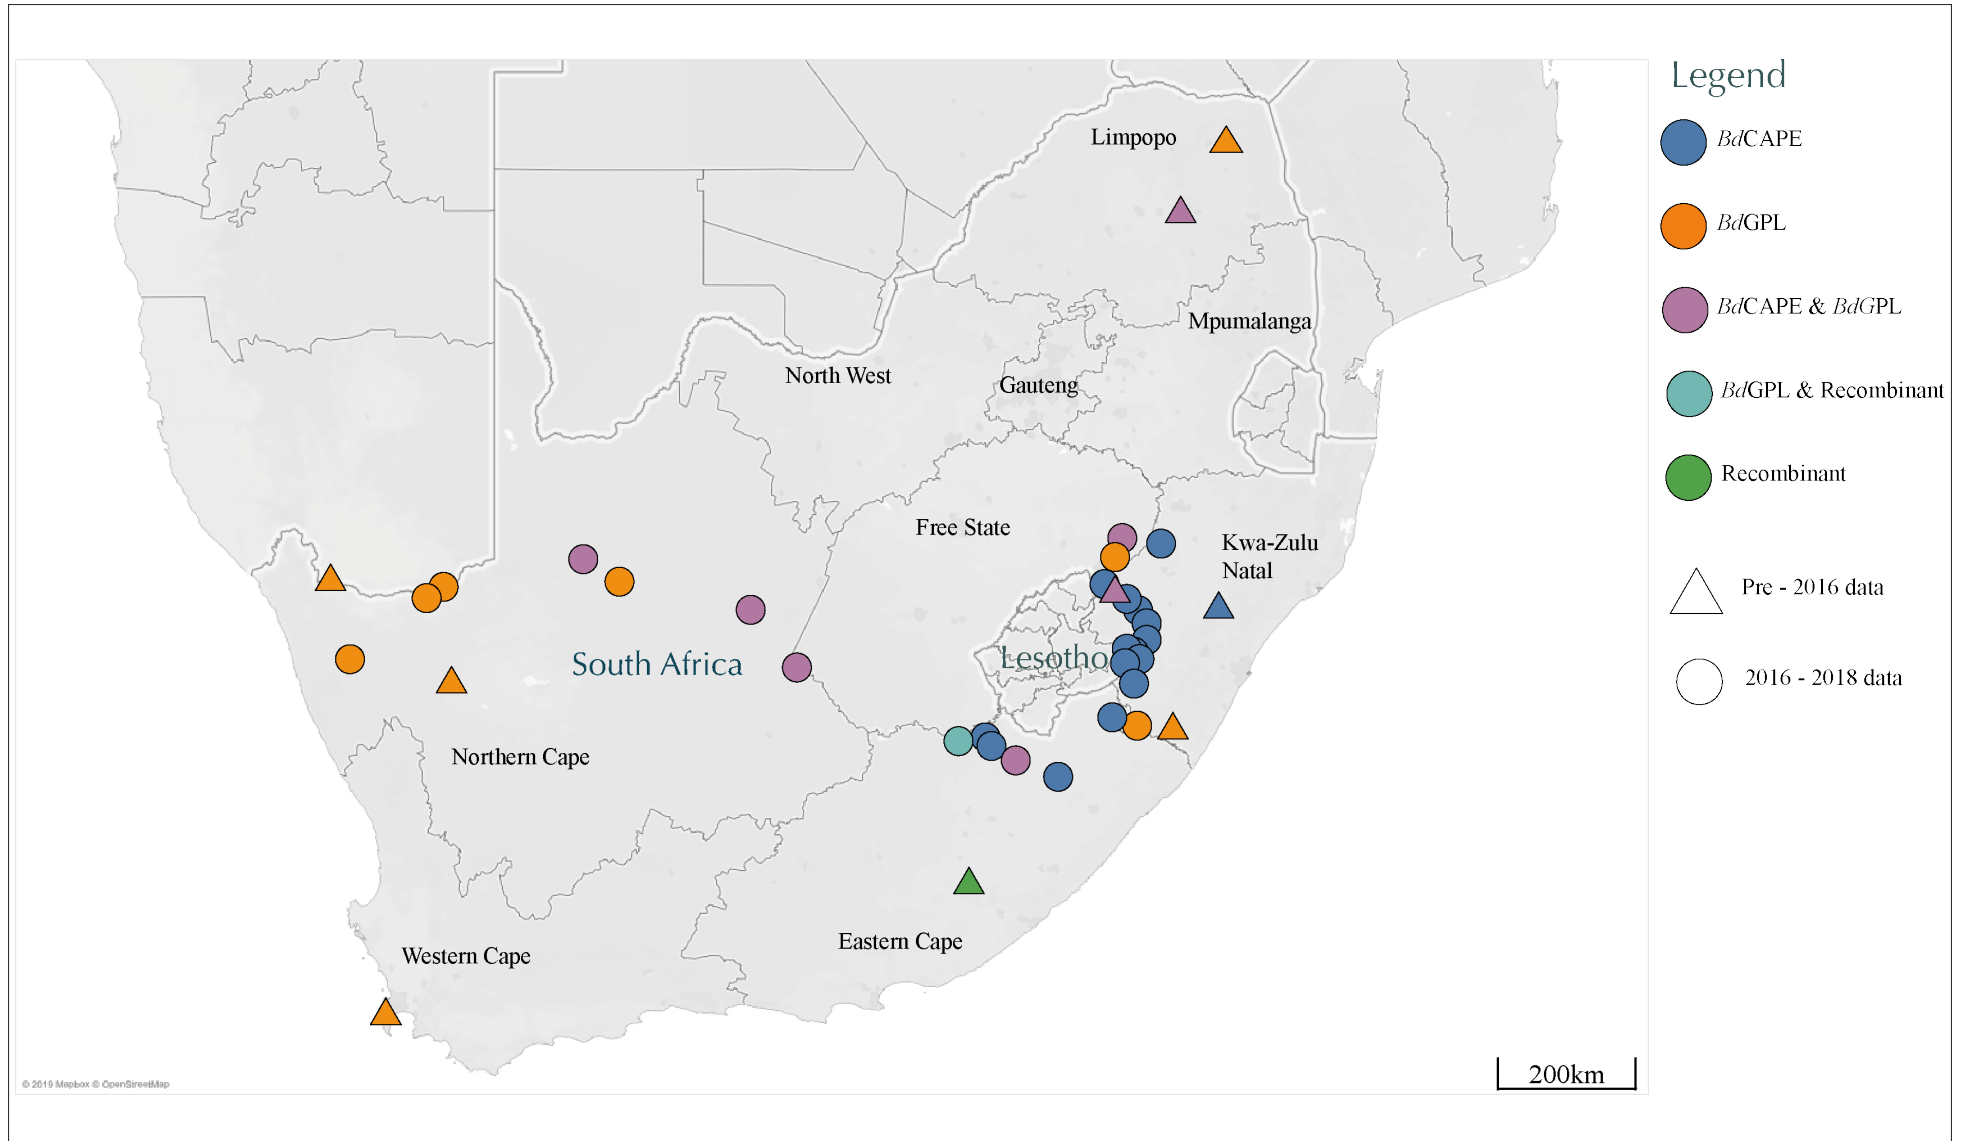 Legend
BdCAPE
BdGPL
BdCAPE & BdGPL
BdGPL & Recombinant
Recombinant
Pre - 2016 data
2016 - 2018 data
Limpopo
Mpumalanga
North West
Gauteng
Free State
Kwa-Zulu
Natal
Lesotho
South Africa
Northern Cape
Eastern Cape
Western Cape
200km
© 2019 Mapbox © OpenStreetMap